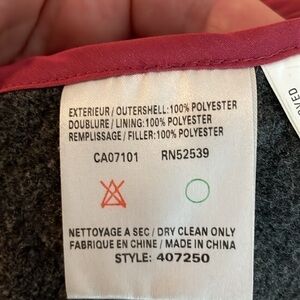 EXTERIEUR / OUTERSHELL: 100% POLYESTER
DOUBLURE / LINING: 100% POLYESTER
REMPLISSAGE / FILLER: 100% POLYESTER
CA07101 RN52539
NETTOYAGE A SEC / DRY CLEAN ONLY
FABRIQUE EN CHINE / MADE IN CHINA
STYLE: 407250